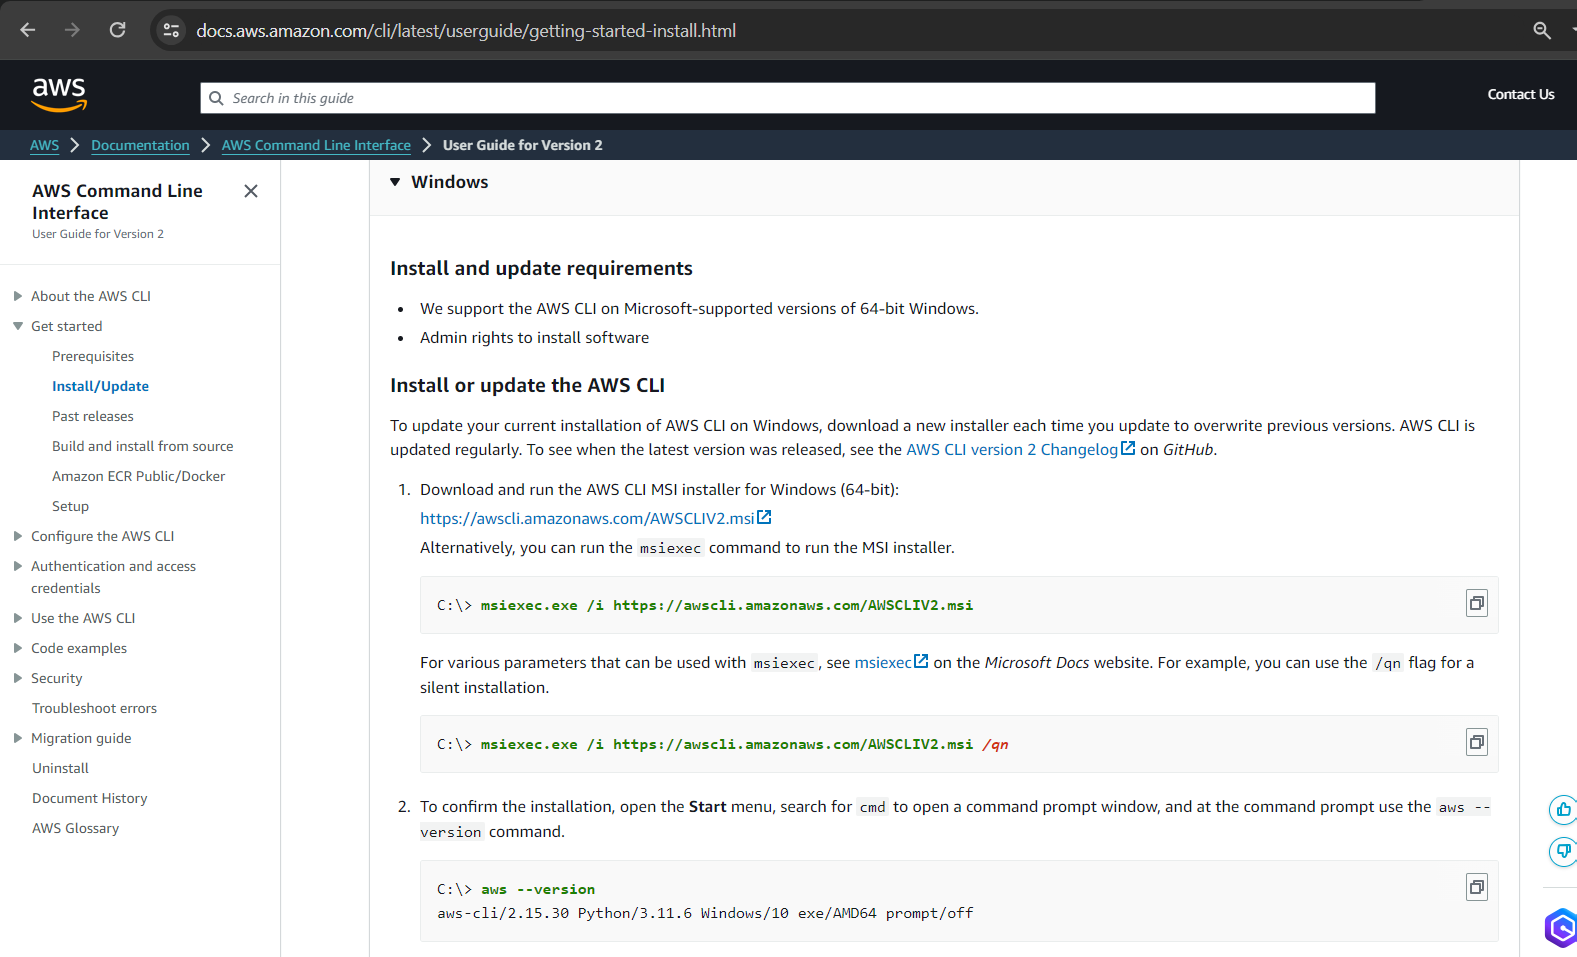 docs.aws.amazon.com/cli/latest/userguide/getting-started-install.html
aws
Search in this guide
Contact Us
AWS
Documentation
AWS Command Line Interface
User Guide for Version 2
AWS Command Line
Interface
User Guide for Version 2
About the AWS CLI
Get started
Prerequisites
Install/Update
Past releases
Build and install from source
Amazon ECR Public/Docker
Setup
Configure the AWS CLI
Authentication and access
credentials
Use the AWS CLI
Code examples
Security
Troubleshoot errors
Migration guide
Uninstall
Document History
AWS Glossary
Windows
Install and update requirements
• We support the AWS CLI on Microsoft-supported versions of 64-bit Windows.
• Admin rights to install software
Install or update the AWS CLI
To update your current installation of AWS CLI on Windows, download a new installer each time you update to overwrite previous versions. AWS CLI is
updated regularly. To see when the latest version was released, see the AWS CLI version 2 Changelog on GitHub.
1. Download and run the AWS CLI MSI installer for Windows (64-bit):
https://awscli.amazonaws.com/AWSCLIV2.msi
Alternatively, you can run the msiexec command to run the MSI installer.
C:\> msiexec.exe /i https://awscli.amazonaws.com/AWSCLIV2.msi
For various parameters that can be used with msiexec, see msiexec on the Microsoft Docs website. For example, you can use the /qn flag for a
silent installation.
C:\> msiexec.exe /i https://awscli.amazonaws.com/AWSCLIV2.msi /qn
2. To confirm the installation, open the Start menu, search for cmd to open a command prompt window, and at the command prompt use the aws --
version command.
C:\> aws --version
aws-cli/2.15.30 Python/3.11.6 Windows/10 exe/AMD64 prompt/off